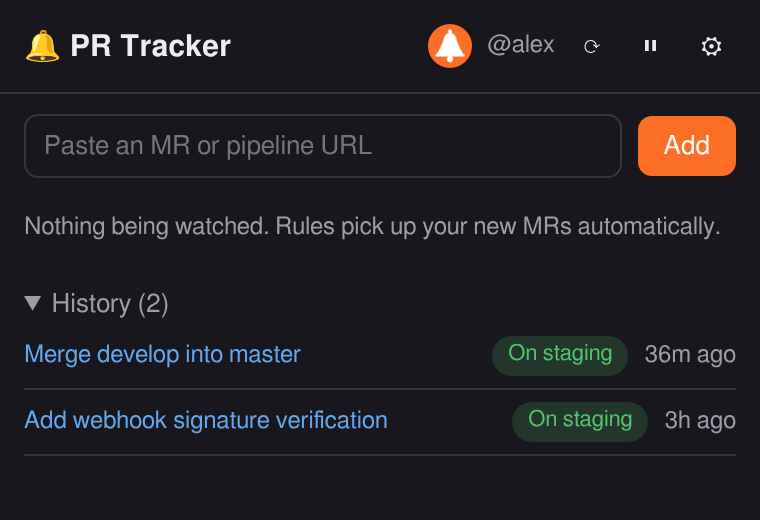 PR Tracker @alex
Paste an MR or pipeline URL Add
Nothing being watched. Rules pick up your new MRs automatically.
History (2)
Merge develop into master On staging 36m ago
Add webhook signature verification On staging 3h ago